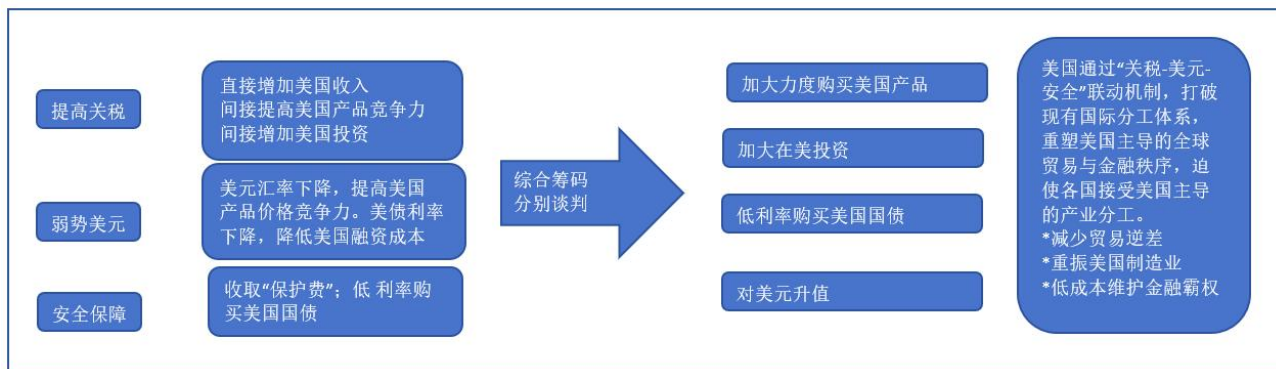 提高关税
直接增加美国收入
间接提高美国产品竞争力
间接增加美国投资
弱势美元
美元汇率下降，提高美国
产品价格竞争力。美债利率
下降，降低美国融资成本
安全保障
收取“保护费”；低 利率购
买美国国债
综合筹码
分别谈判
加大力度购买美国产品
加大在美投资
低利率购买美国国债
对美元升值
美国通过“关税-美元-
安全”联动机制，打破
现有国际分工体系，
重塑美国主导的全球
贸易与金融秩序，迫
使各国接受美国主导
的产业分工。
*减少贸易逆差
*重振美国制造业
*低成本维护金融霸权